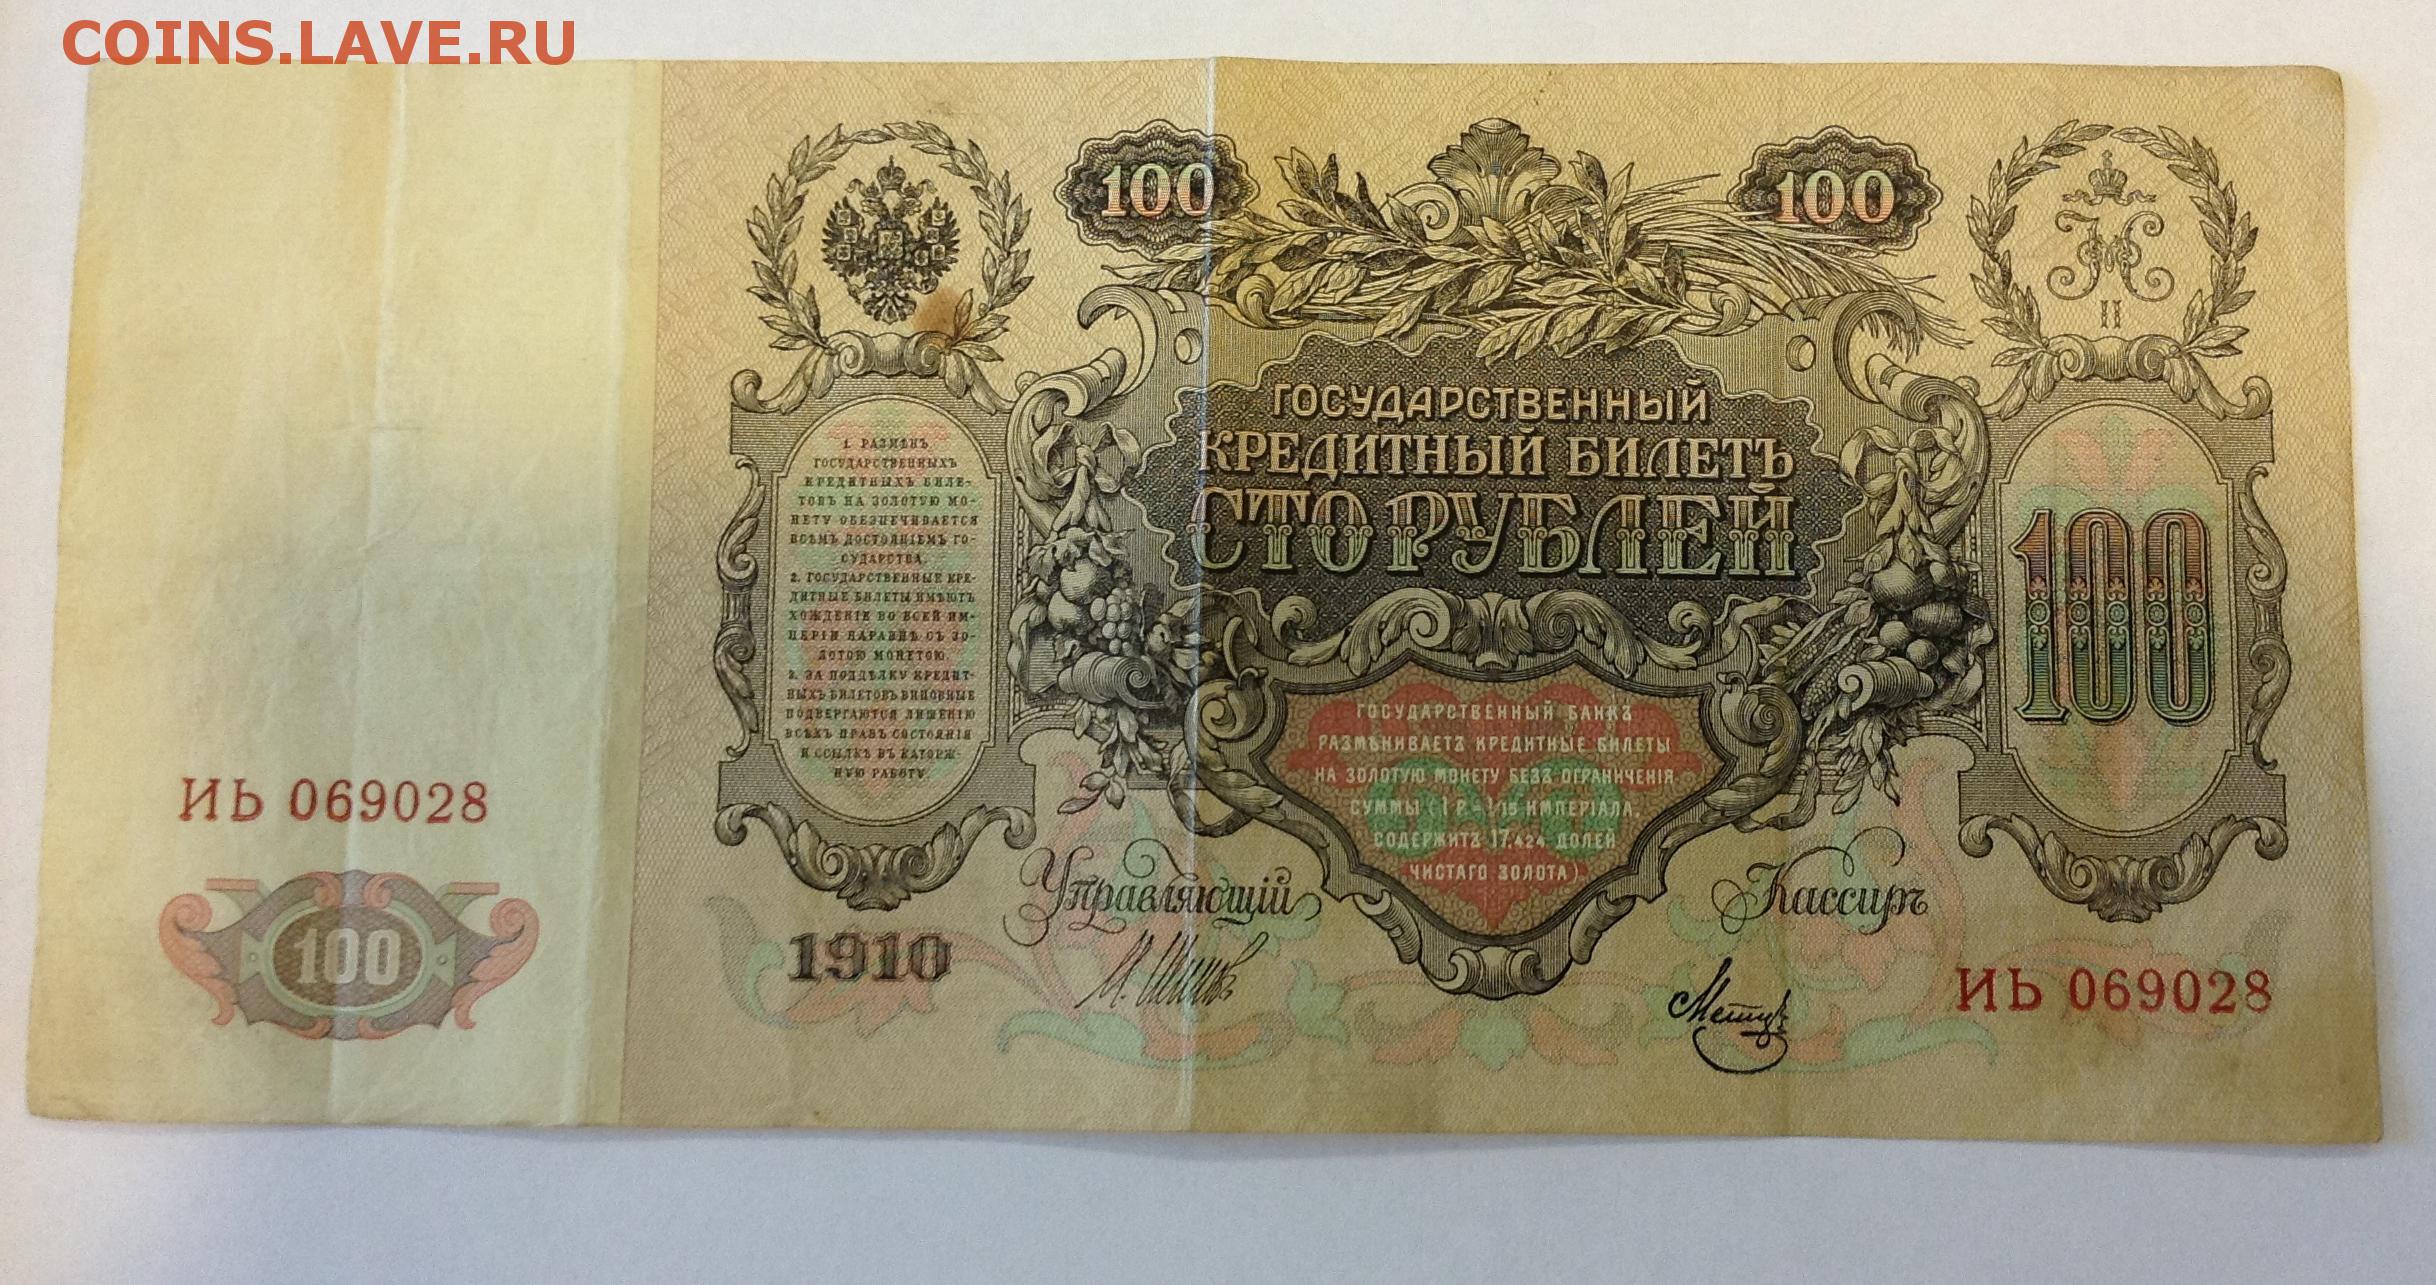 COINS.LAVE.RU
100
100
Н II
ГОСУДАРСТВЕННЫЙ
КРЕДИТНЫЙ БИЛЕТЪ
СТО РУБЛЕЙ
1. РАЗМѢНЪ
ГОСУДАРСТВЕННЫХЪ
КРЕДИТНЫХЪ БИЛЕ-
ТОВЪ НА ЗОЛОТУЮ МО-
НЕТУ ОБЕЗПЕЧИВАЕТСЯ
ВСѢМЪ ДОСТОЯНІЕМЪ ГО-
СУДАРСТВА.
2. ГОСУДАРСТВЕННЫЕ КРЕ-
ДИТНЫЕ БИЛЕТЫ ИМѢЮТЪ
ХОЖДЕНІЕ ВО ВСЕЙ ИМ-
ПЕРІИ НАРАВНѢ СЪ ЗО-
ЛОТОЮ МОНЕТОЮ.
3. ЗА ПОДДѢЛКУ КРЕДИТ-
НЫХЪ БИЛЕТОВЪ ВИНОВНЫЕ
ПОДВЕРГАЮТСЯ ЛИШЕНІЮ
ВСѢХЪ ПРАВЪ СОСТОЯНІЯ
И ССЫЛКѢ ВЪ КАТОРЖ-
НУЮ РАБОТУ.
100
ГОСУДАРСТВЕННЫЙ БАНКЪ
РАЗМѢНИВАЕТЪ КРЕДИТНЫЕ БИЛЕТЫ
НА ЗОЛОТУЮ МОНЕТУ БЕЗЪ ОГРАНИЧЕНІЯ
СУММЫ (1 Р.= 1/15 ИМПЕРІАЛА,
СОДЕРЖИТЪ 17,424 ДОЛЕЙ
ЧИСТАГО ЗОЛОТА).
ИЬ 069028
100
1910
Управляющій
И. Шиповъ
Кассиръ
Метцъ
ИЬ 069028